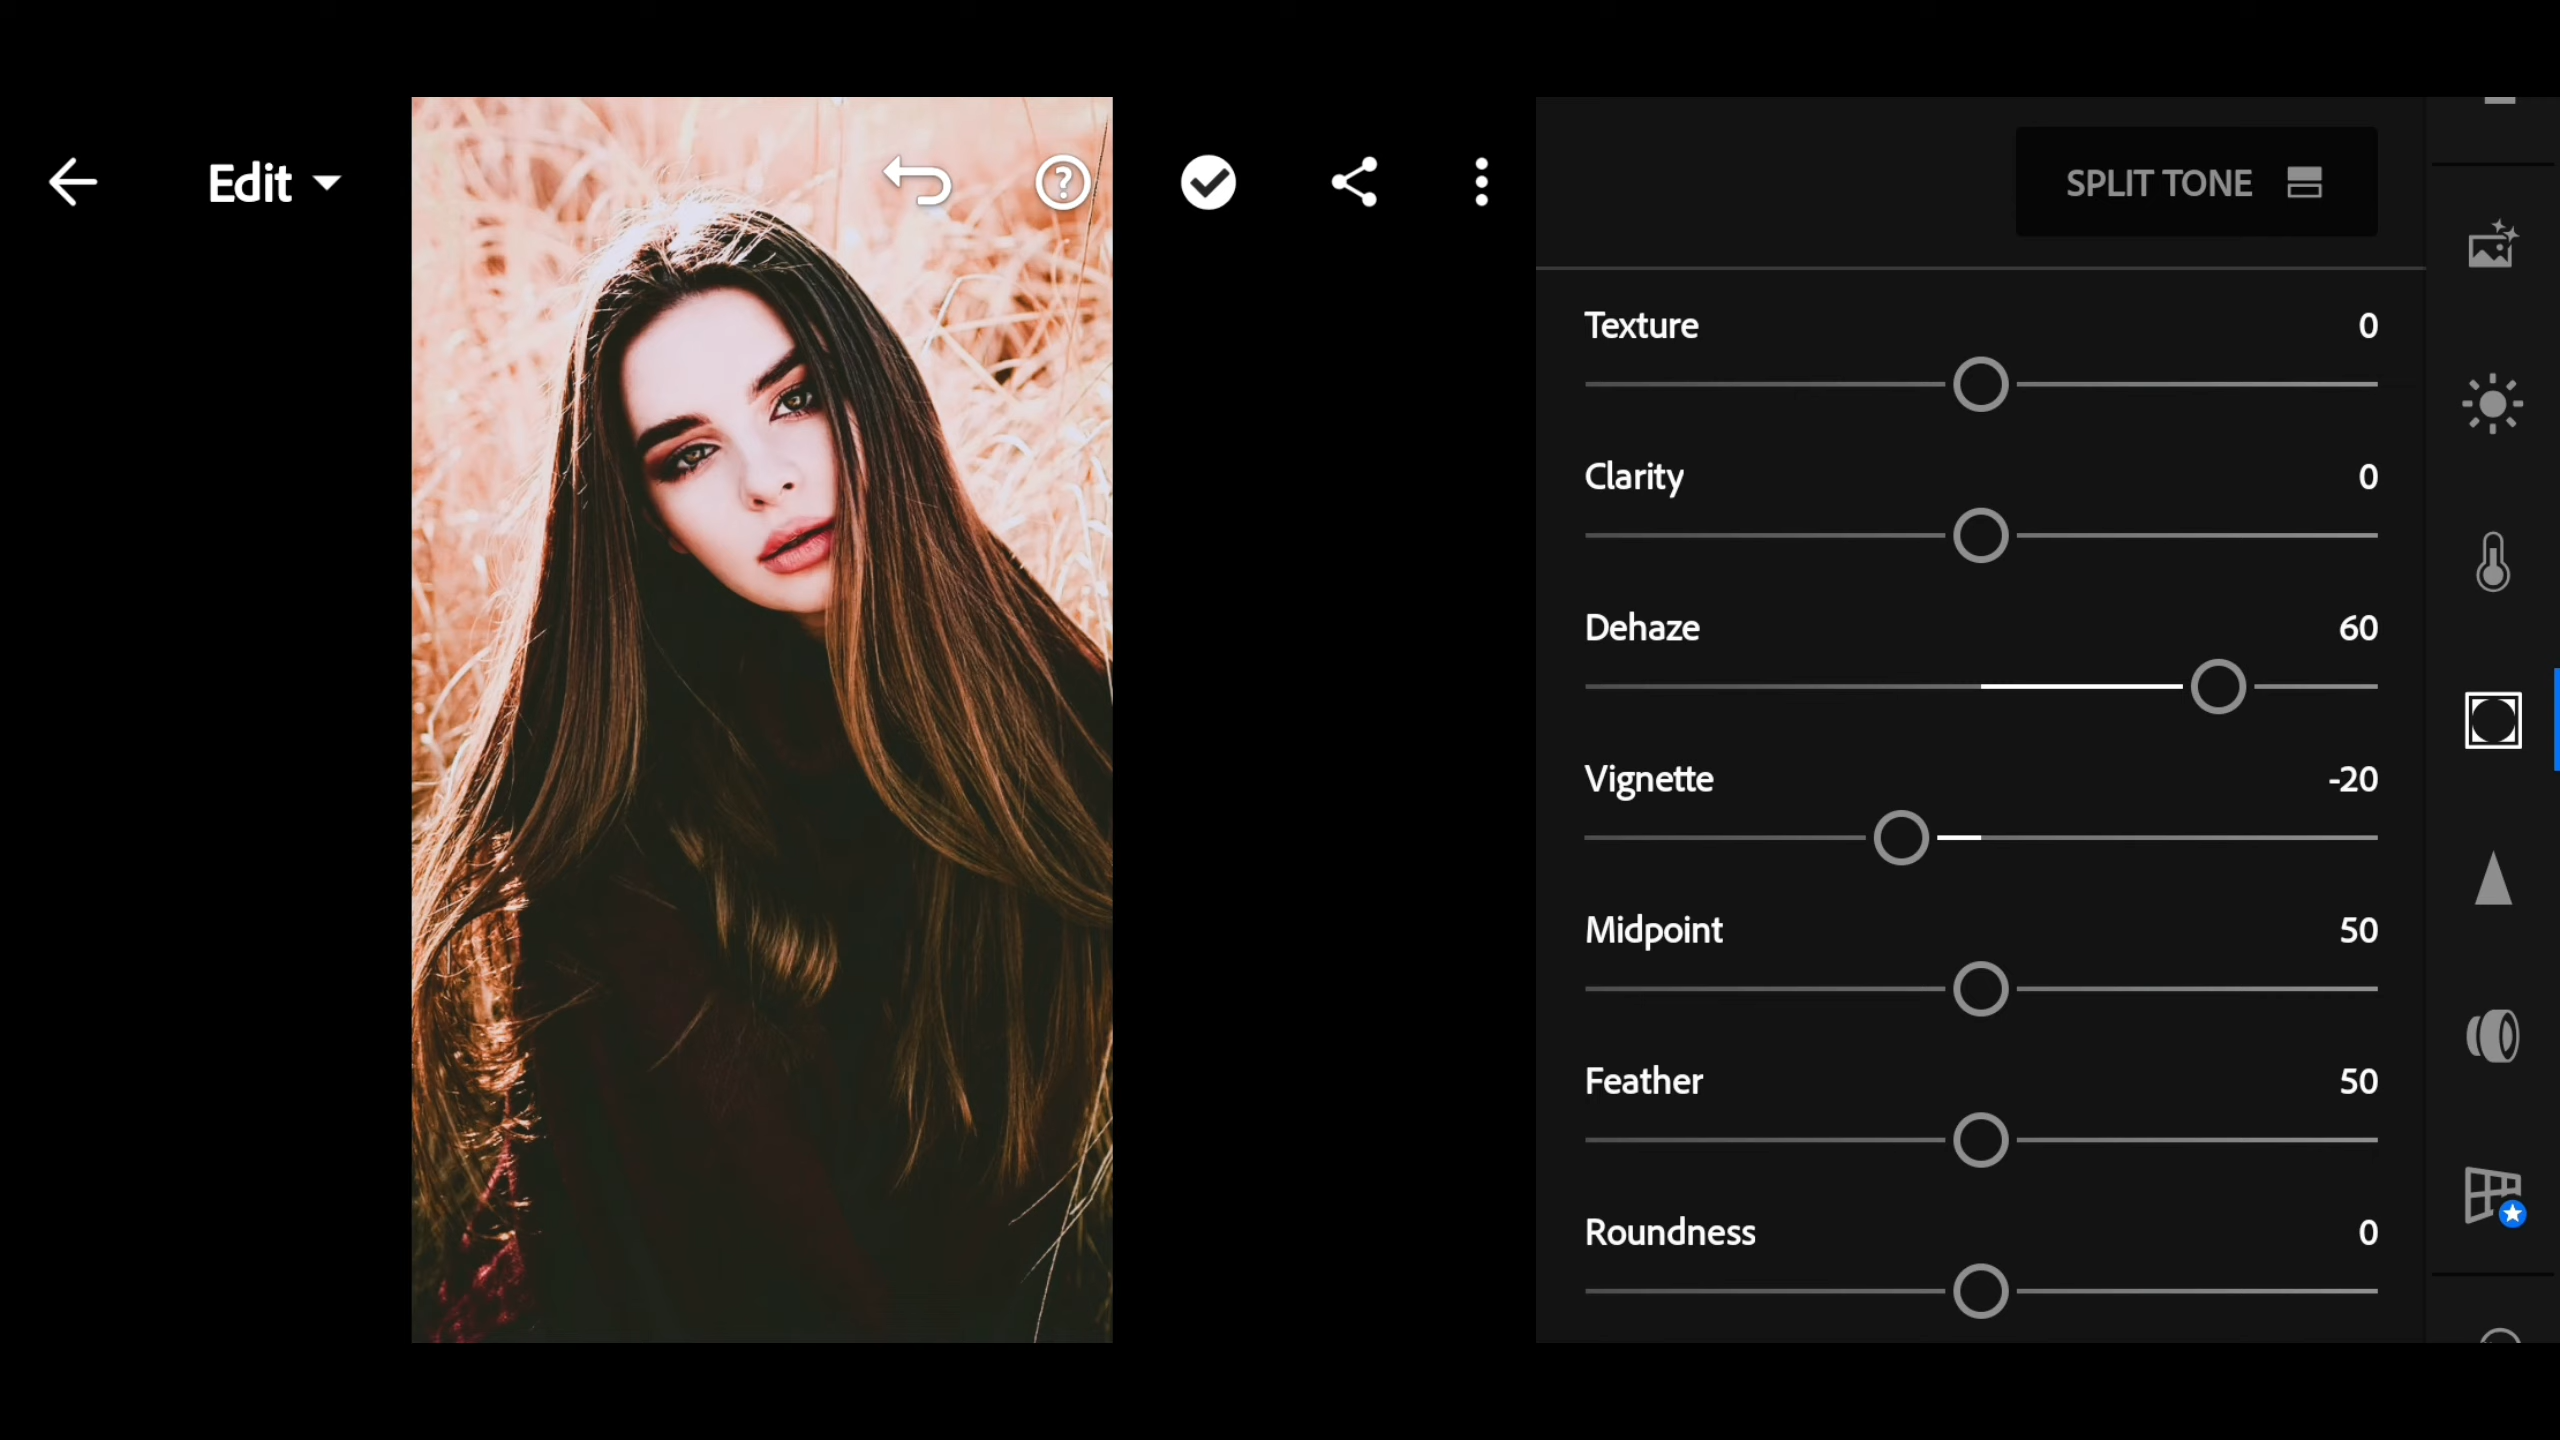 Edit
SPLIT TONE
Texture 0
Clarity 0
Dehaze 60
Vignette -20
Midpoint 50
Feather 50
Roundness 0